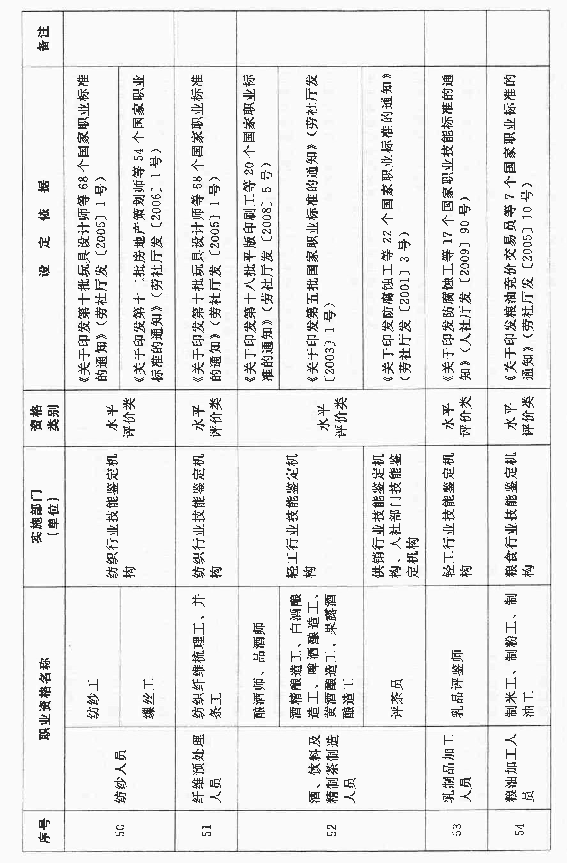 序号
职业资格名称
实施部门
(单位)
资格
类别
设 定 依 据
备注
50
纺纱人员
纺纱工
缫丝工
纺织行业技能鉴定机
构
水平
评价类
《关于印发第十批玩具设计师等 68 个国家职业标准
的通知》(劳社厅发〔2005〕1 号)
《关于印发第十二批房地产策划师等 54 个国家职业
标准的通知》(劳社厅发〔2006〕1 号)
51
纤维预处理
人员
纺织纤维梳理工、并
条工
纺织行业技能鉴定机
构
水平
评价类
《关于印发第十批玩具设计师等 68 个国家职业标准
的通知》(劳社厅发〔2005〕1 号)
52
酒、饮料及
精制茶制造
人员
酿酒师、品酒师
酒精酿造工、白酒酿
造工、啤酒酿造工、
黄酒酿造工、果露酒
酿造工
评茶员
轻工行业技能鉴定机
构
供销行业技能鉴定机
构、人社部门技能鉴
定机构
水平
评价类
《关于印发第十八批平版印刷工等 20 个国家职业标
准的通知》(劳社厅发〔2008〕5 号)
《关于印发第五批国家职业标准的通知》(劳社厅发
〔2003〕1 号)
《关于印发防腐蚀工等 22 个国家职业标准的通知》
(劳社厅发〔2001〕3 号)
53
乳制品加工
人员
乳品评鉴师
轻工行业技能鉴定机
构
水平
评价类
《关于印发防腐蚀工等 17 个国家职业技能标准的通
知》(人社厅发〔2009〕90 号)
54
粮油加工人
员
制米工、制粉工、制
油工
粮食行业技能鉴定机
构
水平
评价类
《关于印发粮油竞价交易员等 7 个国家职业标准的
通知》(劳社厅发〔2005〕10 号)